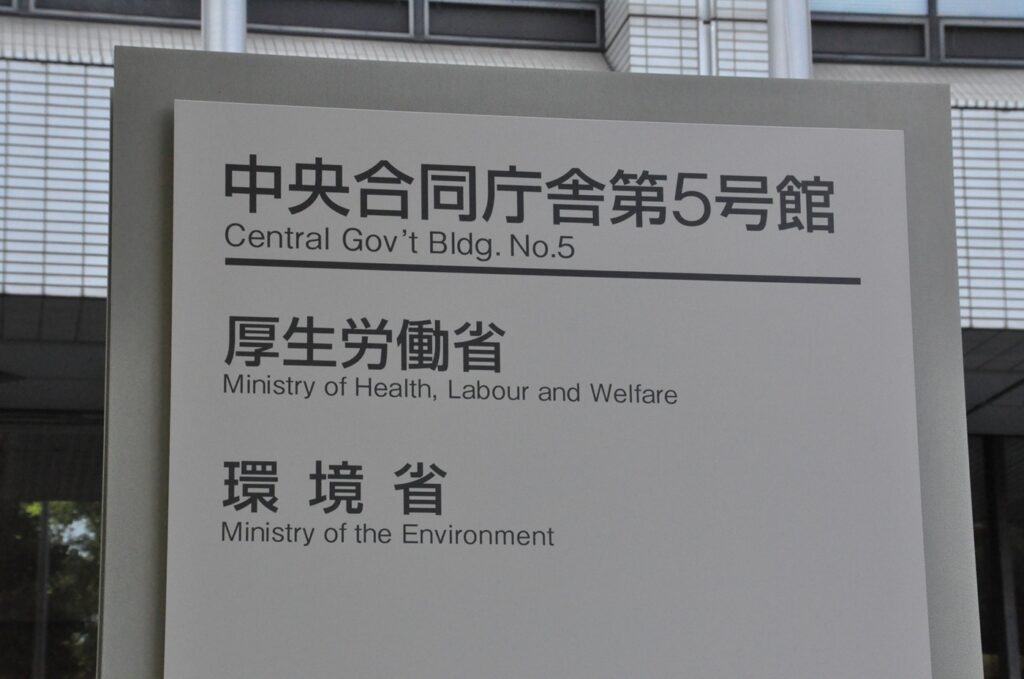 中央合同庁舎第5号館
Central Gov't Bldg. No.5
厚生労働省
Ministry of Health, Labour and Welfare
環境省
Ministry of the Environment